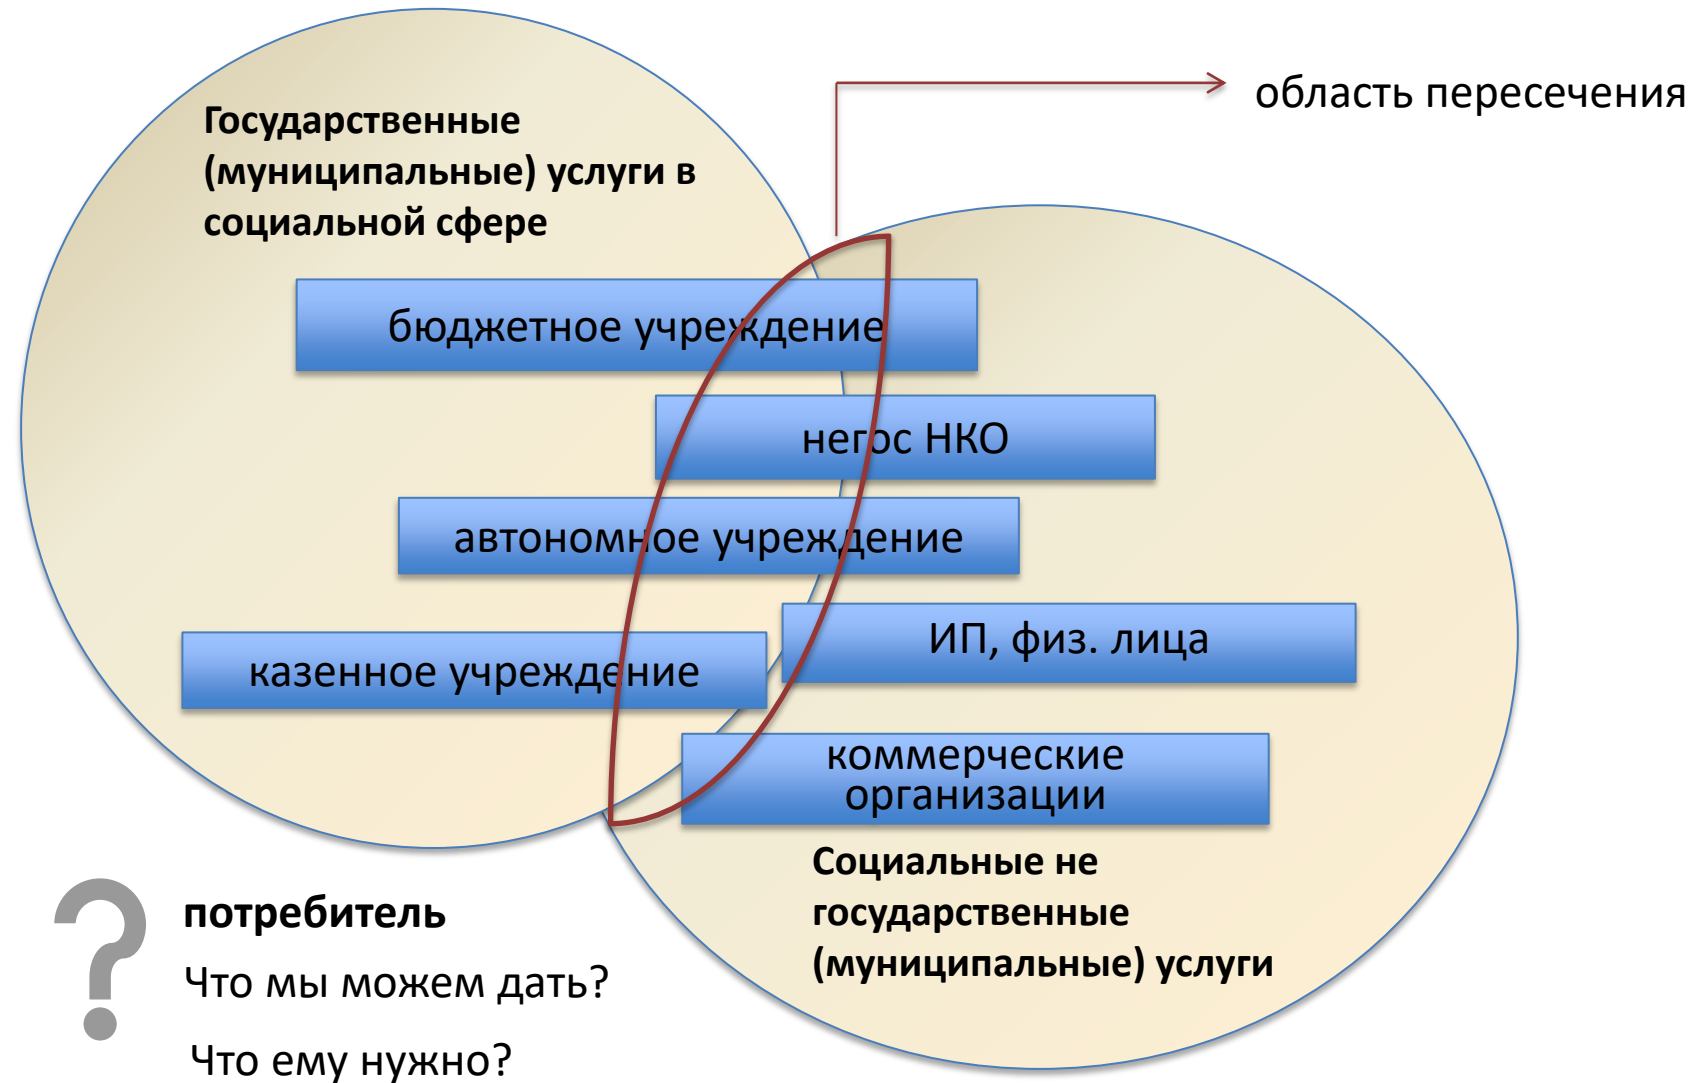 область пересечения
Государственные
(муниципальные) услуги в
социальной сфере
бюджетное учреждение
негос НКО
автономное учреждение
ИП, физ. лица
казенное учреждение
коммерческие
организации
Социальные не
государственные
(муниципальные) услуги
?
потребитель
Что мы можем дать?
Что ему нужно?